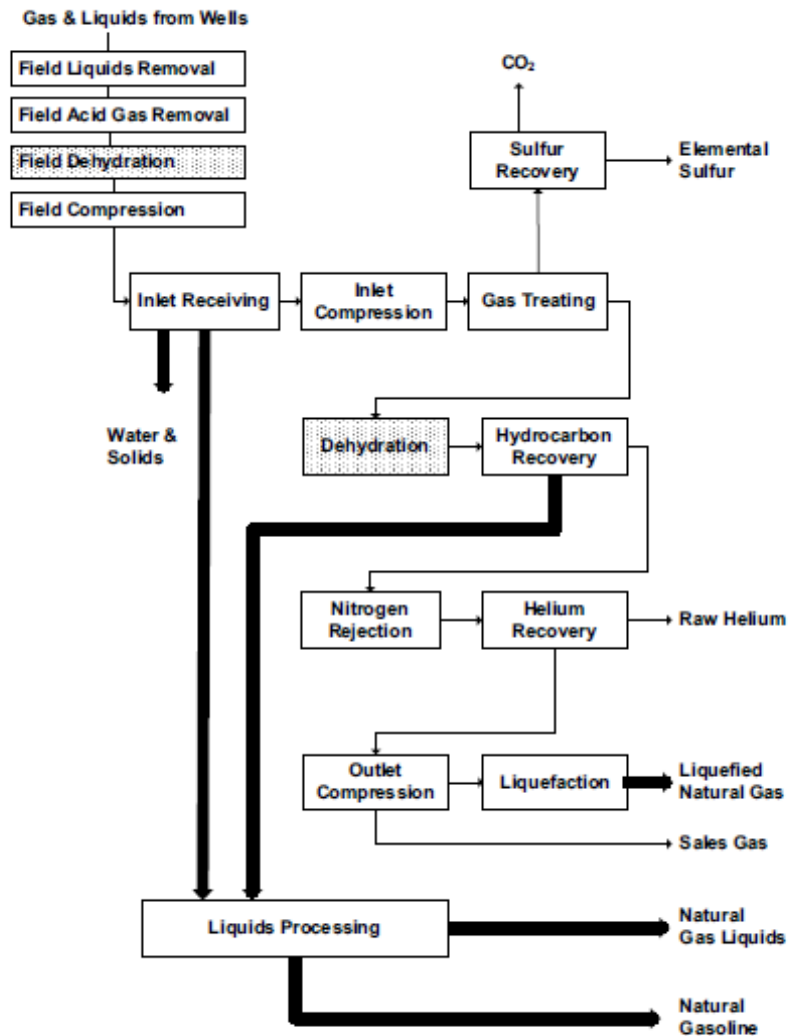 Gas & Liquids from Wells
Field Liquids Removal
Field Acid Gas Removal
Field Dehydration
Field Compression
CO₂
Sulfur
Recovery
Elemental
Sulfur
Inlet Receiving
Inlet
Compression
Gas Treating
Water &
Solids
Dehydration
Hydrocarbon
Recovery
Nitrogen
Rejection
Helium
Recovery
Raw Helium
Outlet
Compression
Liquefaction
Liquefied
Natural Gas
Sales Gas
Liquids Processing
Natural
Gas Liquids
Natural
Gasoline